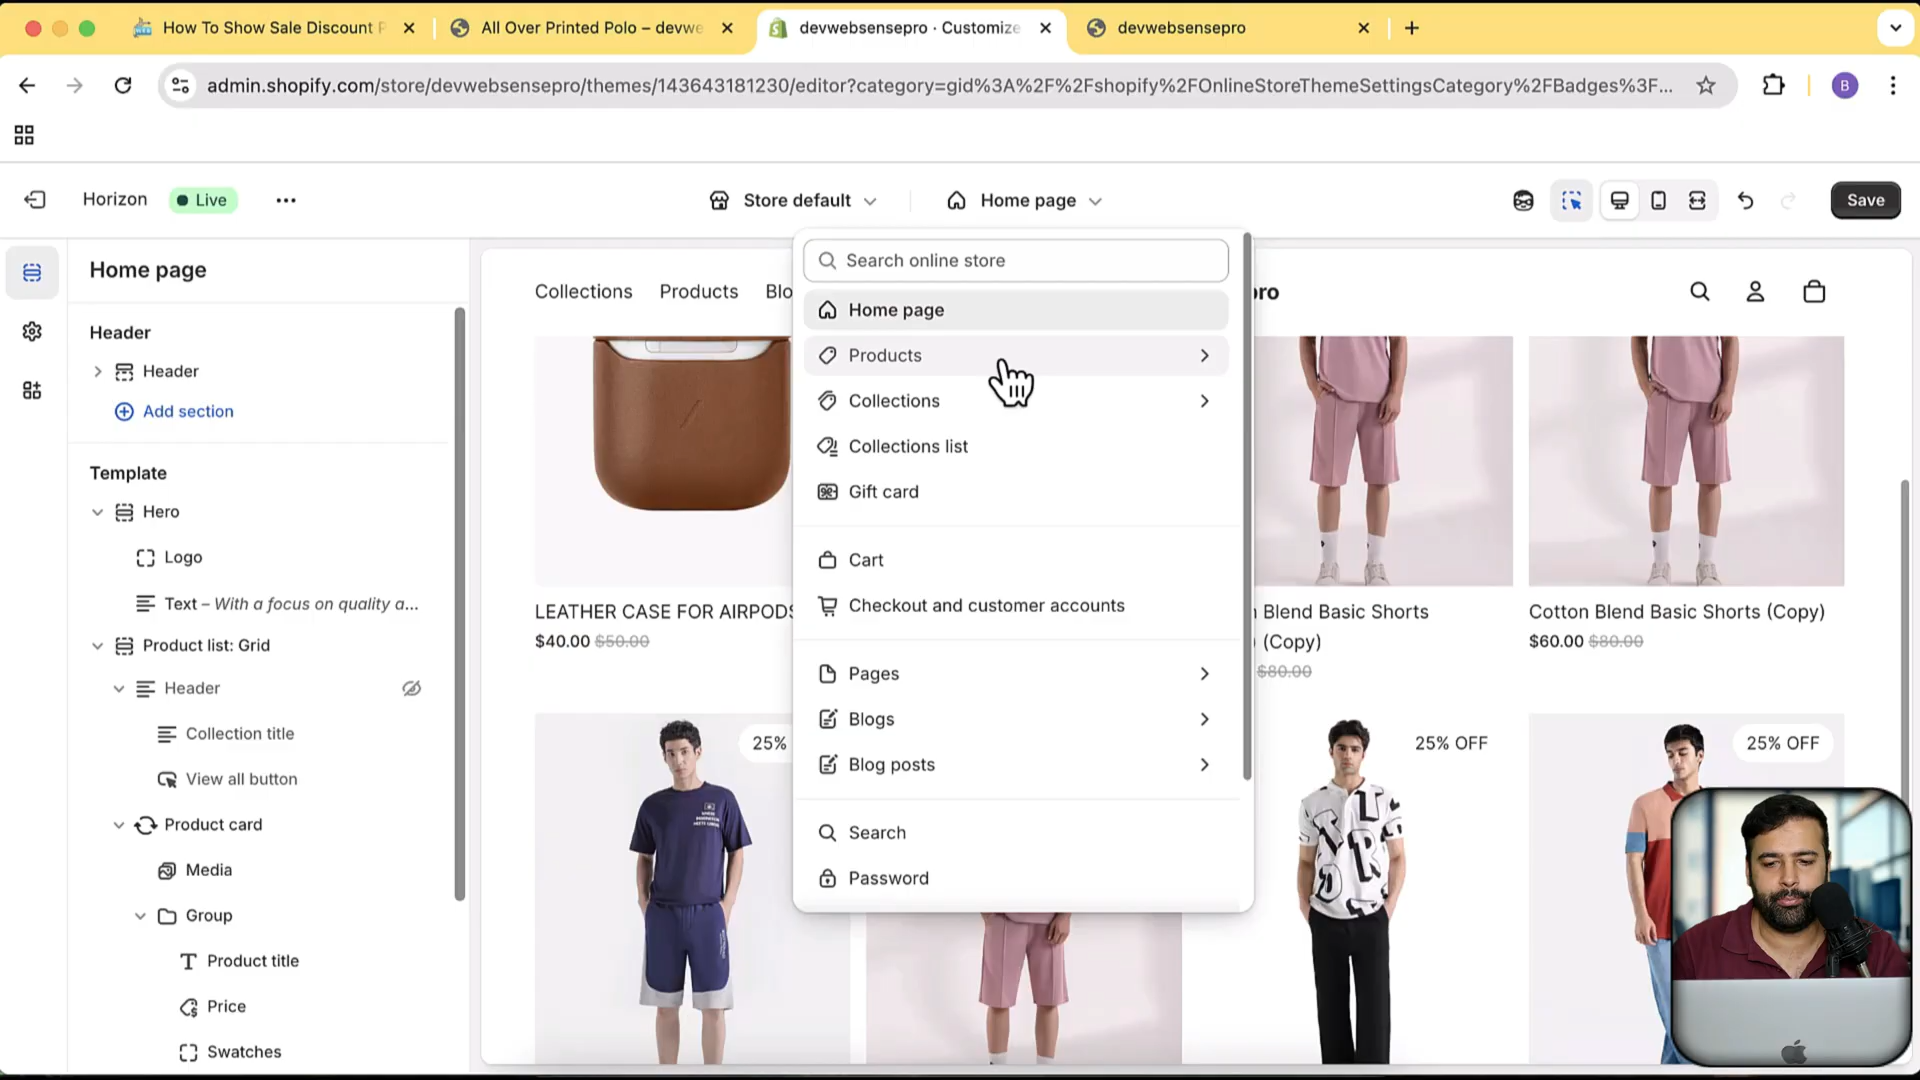 How To Show Sale Discount P
All Over Printed Polo – devwe
devwebsensepro · Customize
devwebsensepro
admin.shopify.com/store/devwebsensepro/themes/143643181230/editor?category=gid%3A%2F%2Fshopify%2FOnlineStoreThemeSettingsCategory%2FBadges%3F...
B
Horizon
Live
Store default
Home page
Save
Home page
Header
Header
Add section
Template
Hero
Logo
Text – With a focus on quality a...
Product list: Grid
Header
Collection title
View all button
Product card
Media
Group
Product title
Price
Swatches
Collections Products Blo
pro
Search online store
Home page
Products
Collections
Collections list
Gift card
Cart
Checkout and customer accounts
Pages
Blogs
Blog posts
Search
Password
LEATHER CASE FOR AIRPODS
$40.00 $50.00
Blend Basic Shorts
(Copy)
$80.00
Cotton Blend Basic Shorts (Copy)
$60.00 $80.00
25%
25% OFF
25% OFF